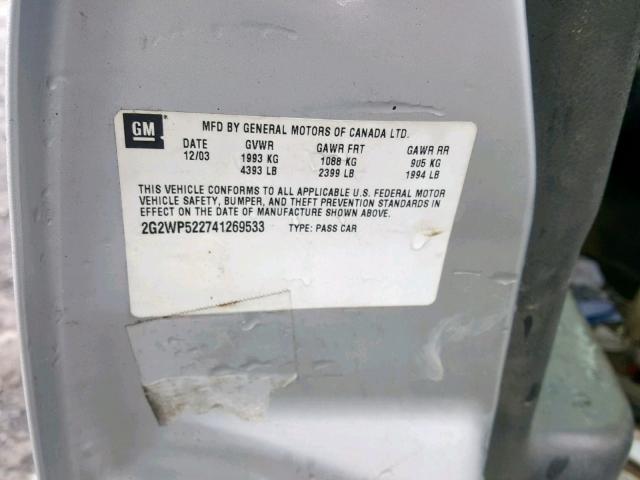 GM
MFD BY GENERAL MOTORS OF CANADA LTD.
DATE GVWR GAWR FRT GAWR RR
12/03 1993 KG 1088 KG 905 KG
4393 LB 2399 LB 1994 LB
THIS VEHICLE CONFORMS TO ALL APPLICABLE U.S. FEDERAL MOTOR
VEHICLE SAFETY, BUMPER, AND THEFT PREVENTION STANDARDS IN
EFFECT ON THE DATE OF MANUFACTURE SHOWN ABOVE.
2G2WP522741269533 TYPE: PASS CAR